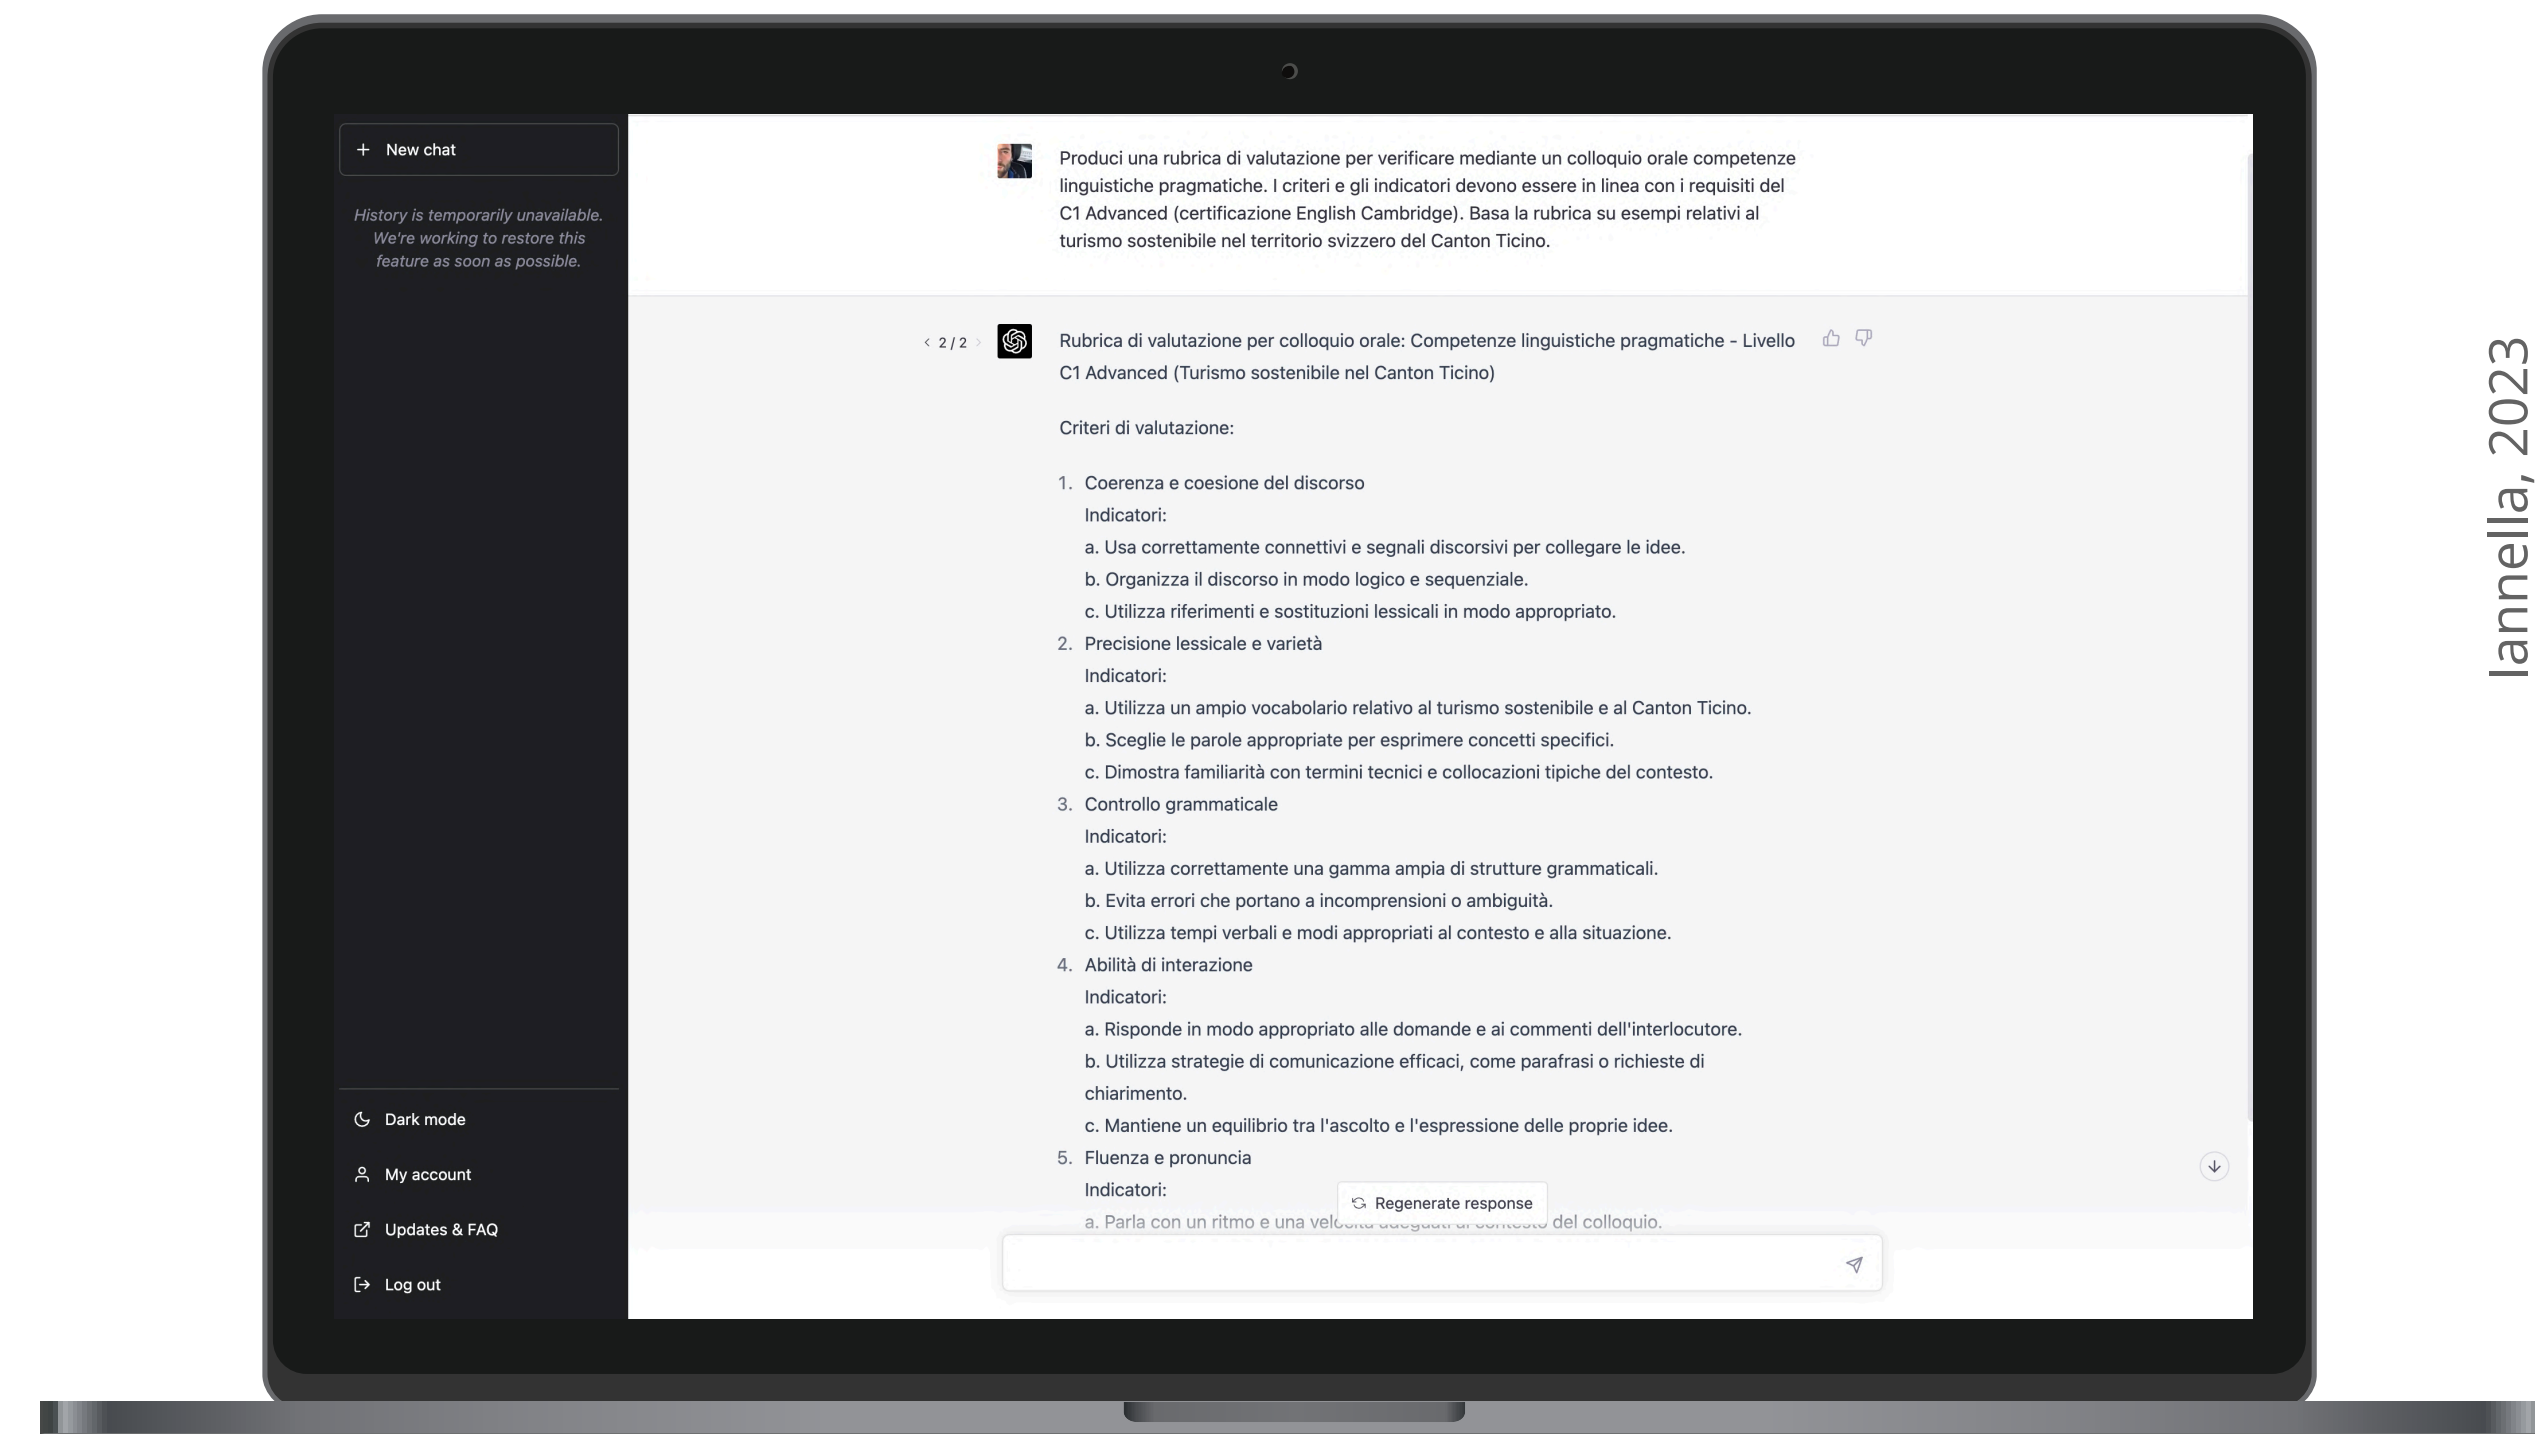 New chat
History is temporarily unavailable.
We're working to restore this
feature as soon as possible.
Dark mode
My account
Updates & FAQ
Log out
Produci una rubrica di valutazione per verificare mediante un colloquio orale competenze
linguistiche pragmatiche. I criteri e gli indicatori devono essere in linea con i requisiti del
C1 Advanced (certificazione English Cambridge). Basa la rubrica su esempi relativi al
turismo sostenibile nel territorio svizzero del Canton Ticino.
2 / 2
Rubrica di valutazione per colloquio orale: Competenze linguistiche pragmatiche - Livello
C1 Advanced (Turismo sostenibile nel Canton Ticino)
Criteri di valutazione:
1. Coerenza e coesione del discorso
Indicatori:
a. Usa correttamente connettivi e segnali discorsivi per collegare le idee.
b. Organizza il discorso in modo logico e sequenziale.
c. Utilizza riferimenti e sostituzioni lessicali in modo appropriato.
2. Precisione lessicale e varietà
Indicatori:
a. Utilizza un ampio vocabolario relativo al turismo sostenibile e al Canton Ticino.
b. Sceglie le parole appropriate per esprimere concetti specifici.
c. Dimostra familiarità con termini tecnici e collocazioni tipiche del contesto.
3. Controllo grammaticale
Indicatori:
a. Utilizza correttamente una gamma ampia di strutture grammaticali.
b. Evita errori che portano a incomprensioni o ambiguità.
c. Utilizza tempi verbali e modi appropriati al contesto e alla situazione.
4. Abilità di interazione
Indicatori:
a. Risponde in modo appropriato alle domande e ai commenti dell'interlocutore.
b. Utilizza strategie di comunicazione efficaci, come parafrasi o richieste di
chiarimento.
c. Mantiene un equilibrio tra l'ascolto e l'espressione delle proprie idee.
5. Fluenza e pronuncia
Indicatori:
Regenerate response
a. Parla con un ritmo e una velocità adeguati al contesto del colloquio.
Iannella, 2023